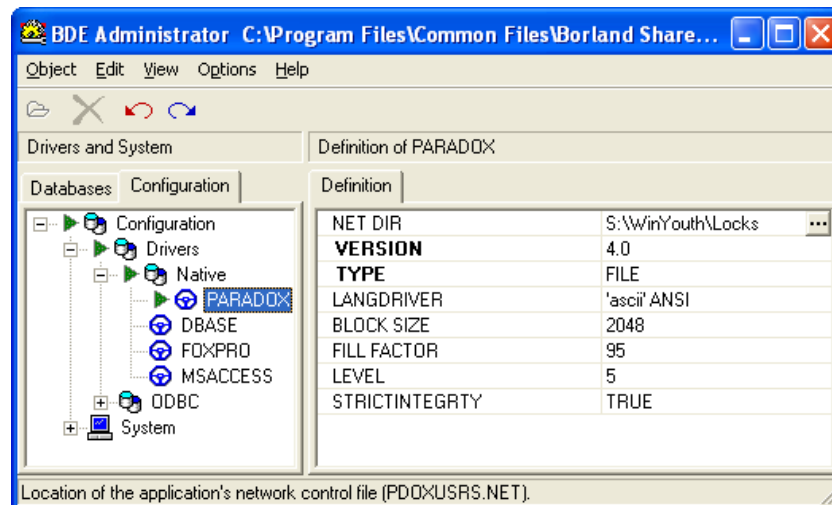 BDE Administrator C:\Program Files\Common Files\Borland Share...
Object Edit View Options Help
Drivers and System
Definition of PARADOX
Databases Configuration
Definition
Configuration
Drivers
Native
PARADOX
DBASE
FOXPRO
MSACCESS
ODBC
System
NET DIR S:\WinYouth\Locks ...
VERSION 4.0
TYPE FILE
LANGDRIVER 'ascii' ANSI
BLOCK SIZE 2048
FILL FACTOR 95
LEVEL 5
STRICTINTEGRTY TRUE
Location of the application's network control file (PDOXUSRS.NET).